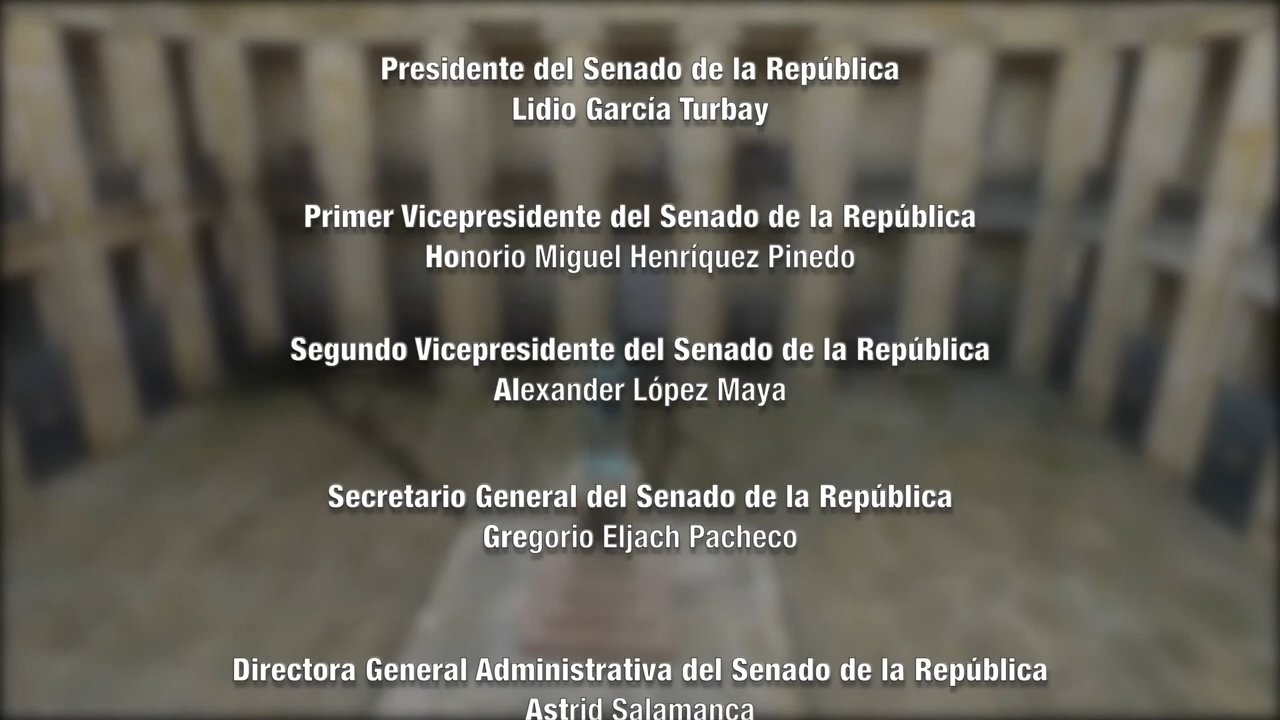 Presidente del Senado de la República
Lidio García Turbay
Primer Vicepresidente del Senado de la República
Honorio Miguel Henríquez Pinedo
Segundo Vicepresidente del Senado de la República
Alexander López Maya
Secretario General del Senado de la República
Gregorio Eljach Pacheco
Directora General Administrativa del Senado de la República
Astrid Salamanca